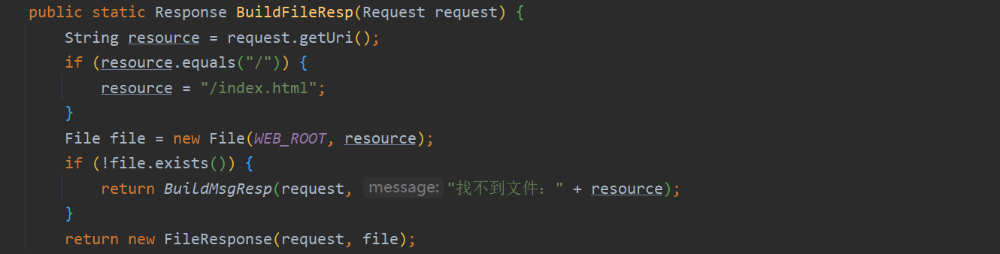 public static Response BuildFileResp(Request request) {
String resource = request.getUri();
if (resource.equals("/")) {
resource = "/index.html";
}
File file = new File(WEB_ROOT, resource);
if (!file.exists()) {
return BuildMsgResp(request, message: "找不到文件：" + resource);
}
return new FileResponse(request, file);